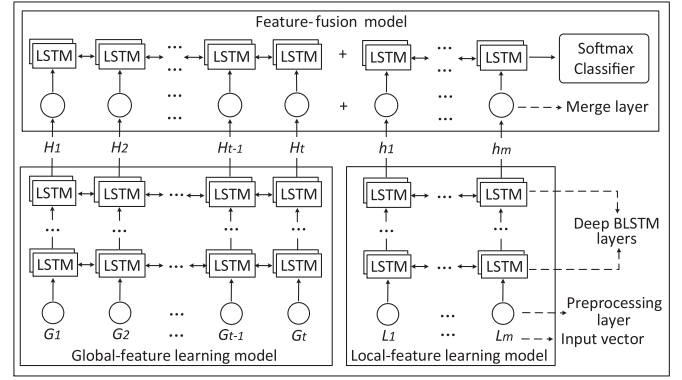 Feature-fusion model
LSTM LSTM ... LSTM LSTM + LSTM ... LSTM Softmax
... ... Classifier
... + ... Merge layer
... ...
H1 H2 Ht-1 Ht h1 hm
LSTM LSTM ... LSTM LSTM LSTM ... LSTM
... ... ... ... ... ... Deep BLSTM
layers
LSTM LSTM ... LSTM LSTM LSTM ... LSTM
... ... Preprocessing
layer
G1 G2 ... Gt-1 Gt L1 ... Lm Input vector
Global-feature learning model Local-feature learning model